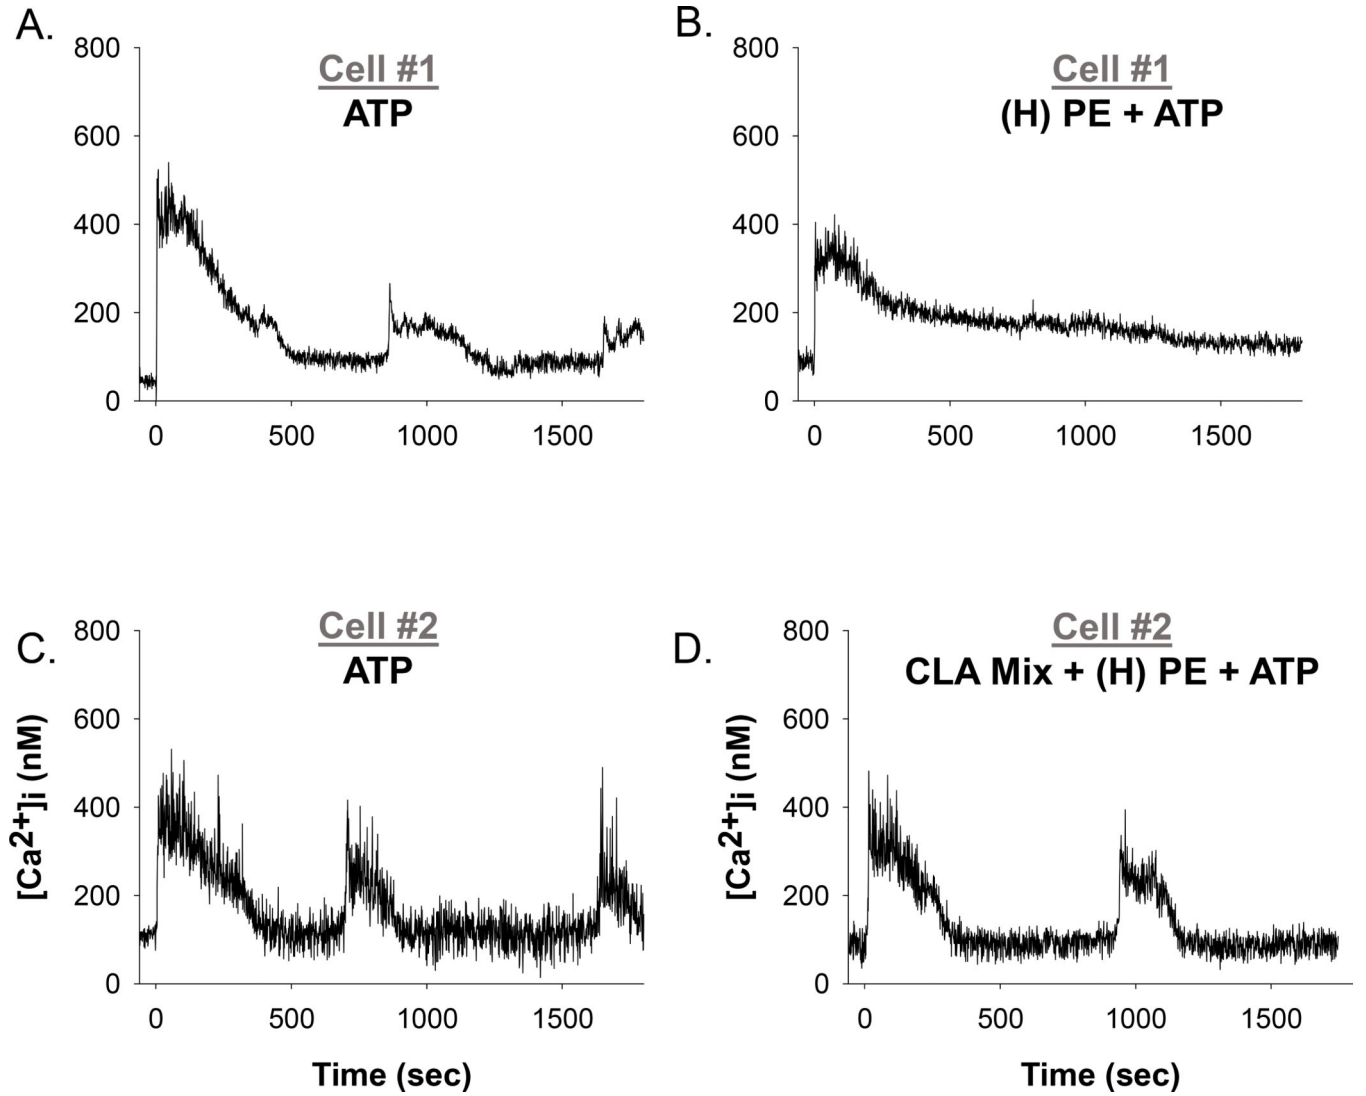 A.
Cell #1
ATP
800
600
400
200
0
0 500 1000 1500
B.
Cell #1
(H) PE + ATP
800
600
400
200
0
0 500 1000 1500
C.
Cell #2
ATP
[Ca2+]i (nM)
800
600
400
200
0
0 500 1000 1500
Time (sec)
D.
Cell #2
CLA Mix + (H) PE + ATP
[Ca2+]i (nM)
800
600
400
200
0
0 500 1000 1500
Time (sec)